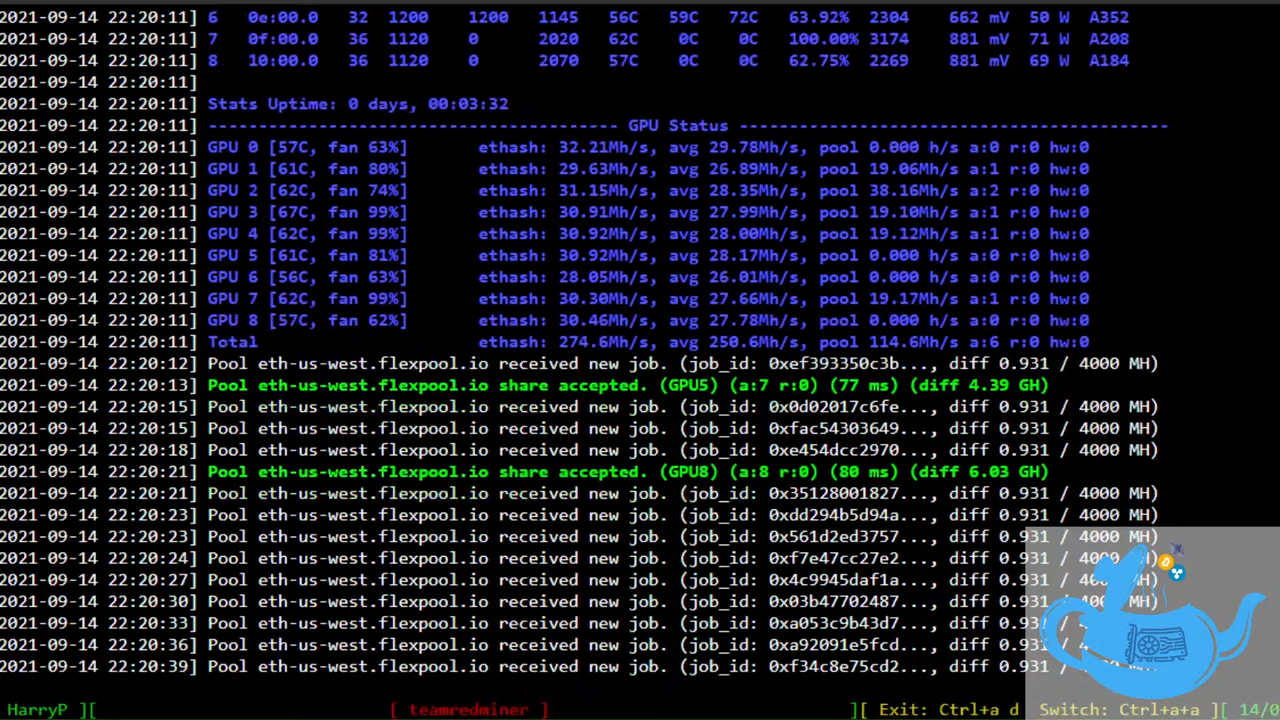 2021-09-14 22:20:11] 6 0e:00.0 32 1200 1200 1145 56C 59C 72C 63.92% 2304 662 mV 50 W A352
2021-09-14 22:20:11] 7 0f:00.0 36 1120 0 2020 62C 0C 0C 100.00% 3174 881 mV 71 W A208
2021-09-14 22:20:11] 8 10:00.0 36 1120 0 2070 57C 0C 0C 62.75% 2269 881 mV 69 W A184
2021-09-14 22:20:11]
2021-09-14 22:20:11] Stats Uptime: 0 days, 00:03:32
2021-09-14 22:20:11] ----------------------------------------- GPU Status -------------------------------------------
2021-09-14 22:20:11] GPU 0 [57C, fan 63%] ethash: 32.21Mh/s, avg 29.78Mh/s, pool 0.000 h/s a:0 r:0 hw:0
2021-09-14 22:20:11] GPU 1 [61C, fan 80%] ethash: 29.63Mh/s, avg 26.89Mh/s, pool 19.06Mh/s a:1 r:0 hw:0
2021-09-14 22:20:11] GPU 2 [62C, fan 74%] ethash: 31.15Mh/s, avg 28.35Mh/s, pool 38.16Mh/s a:2 r:0 hw:0
2021-09-14 22:20:11] GPU 3 [67C, fan 99%] ethash: 30.91Mh/s, avg 27.99Mh/s, pool 19.10Mh/s a:1 r:0 hw:0
2021-09-14 22:20:11] GPU 4 [62C, fan 99%] ethash: 30.92Mh/s, avg 28.00Mh/s, pool 19.12Mh/s a:1 r:0 hw:0
2021-09-14 22:20:11] GPU 5 [61C, fan 81%] ethash: 30.92Mh/s, avg 28.17Mh/s, pool 0.000 h/s a:0 r:0 hw:0
2021-09-14 22:20:11] GPU 6 [56C, fan 63%] ethash: 28.05Mh/s, avg 26.01Mh/s, pool 0.000 h/s a:0 r:0 hw:0
2021-09-14 22:20:11] GPU 7 [62C, fan 99%] ethash: 30.30Mh/s, avg 27.66Mh/s, pool 19.17Mh/s a:1 r:0 hw:0
2021-09-14 22:20:11] GPU 8 [57C, fan 62%] ethash: 30.46Mh/s, avg 27.78Mh/s, pool 0.000 h/s a:0 r:0 hw:0
2021-09-14 22:20:11] Total ethash: 274.6Mh/s, avg 250.6Mh/s, pool 114.6Mh/s a:6 r:0 hw:0
2021-09-14 22:20:12] Pool eth-us-west.flexpool.io received new job. (job_id: 0xef393350c3b..., diff 0.931 / 4000 MH)
2021-09-14 22:20:13] Pool eth-us-west.flexpool.io share accepted. (GPU5) (a:7 r:0) (77 ms) (diff 4.39 GH)
2021-09-14 22:20:15] Pool eth-us-west.flexpool.io received new job. (job_id: 0x0d02017c6fe..., diff 0.931 / 4000 MH)
2021-09-14 22:20:15] Pool eth-us-west.flexpool.io received new job. (job_id: 0xfac54303649..., diff 0.931 / 4000 MH)
2021-09-14 22:20:18] Pool eth-us-west.flexpool.io received new job. (job_id: 0xe454dcc2970..., diff 0.931 / 4000 MH)
2021-09-14 22:20:21] Pool eth-us-west.flexpool.io share accepted. (GPU8) (a:8 r:0) (80 ms) (diff 6.03 GH)
2021-09-14 22:20:21] Pool eth-us-west.flexpool.io received new job. (job_id: 0x35128001827..., diff 0.931 / 4000 MH)
2021-09-14 22:20:23] Pool eth-us-west.flexpool.io received new job. (job_id: 0xdd294b5d94a..., diff 0.931 / 4000 MH)
2021-09-14 22:20:23] Pool eth-us-west.flexpool.io received new job. (job_id: 0x561d2ed3757..., diff 0.931 / 4000 MH)
2021-09-14 22:20:24] Pool eth-us-west.flexpool.io received new job. (job_id: 0xf7e47cc27e2..., diff 0.931 / 4000 MH)
2021-09-14 22:20:27] Pool eth-us-west.flexpool.io received new job. (job_id: 0x4c9945daf1a..., diff 0.931 / 4000 MH)
2021-09-14 22:20:30] Pool eth-us-west.flexpool.io received new job. (job_id: 0x03b47702487..., diff 0.931 / 4000 MH)
2021-09-14 22:20:33] Pool eth-us-west.flexpool.io received new job. (job_id: 0xa053c9b43d7..., diff 0.931 / 4000 MH)
2021-09-14 22:20:36] Pool eth-us-west.flexpool.io received new job. (job_id: 0xa92091e5fcd..., diff 0.931 / 4000 MH)
2021-09-14 22:20:39] Pool eth-us-west.flexpool.io received new job. (job_id: 0xf34c8e75cd2..., diff 0.931 / 4000 MH)
HarryP ][ [ teamredminer ] ][ Exit: Ctrl+a d Switch: Ctrl+a+a ][ 14/0